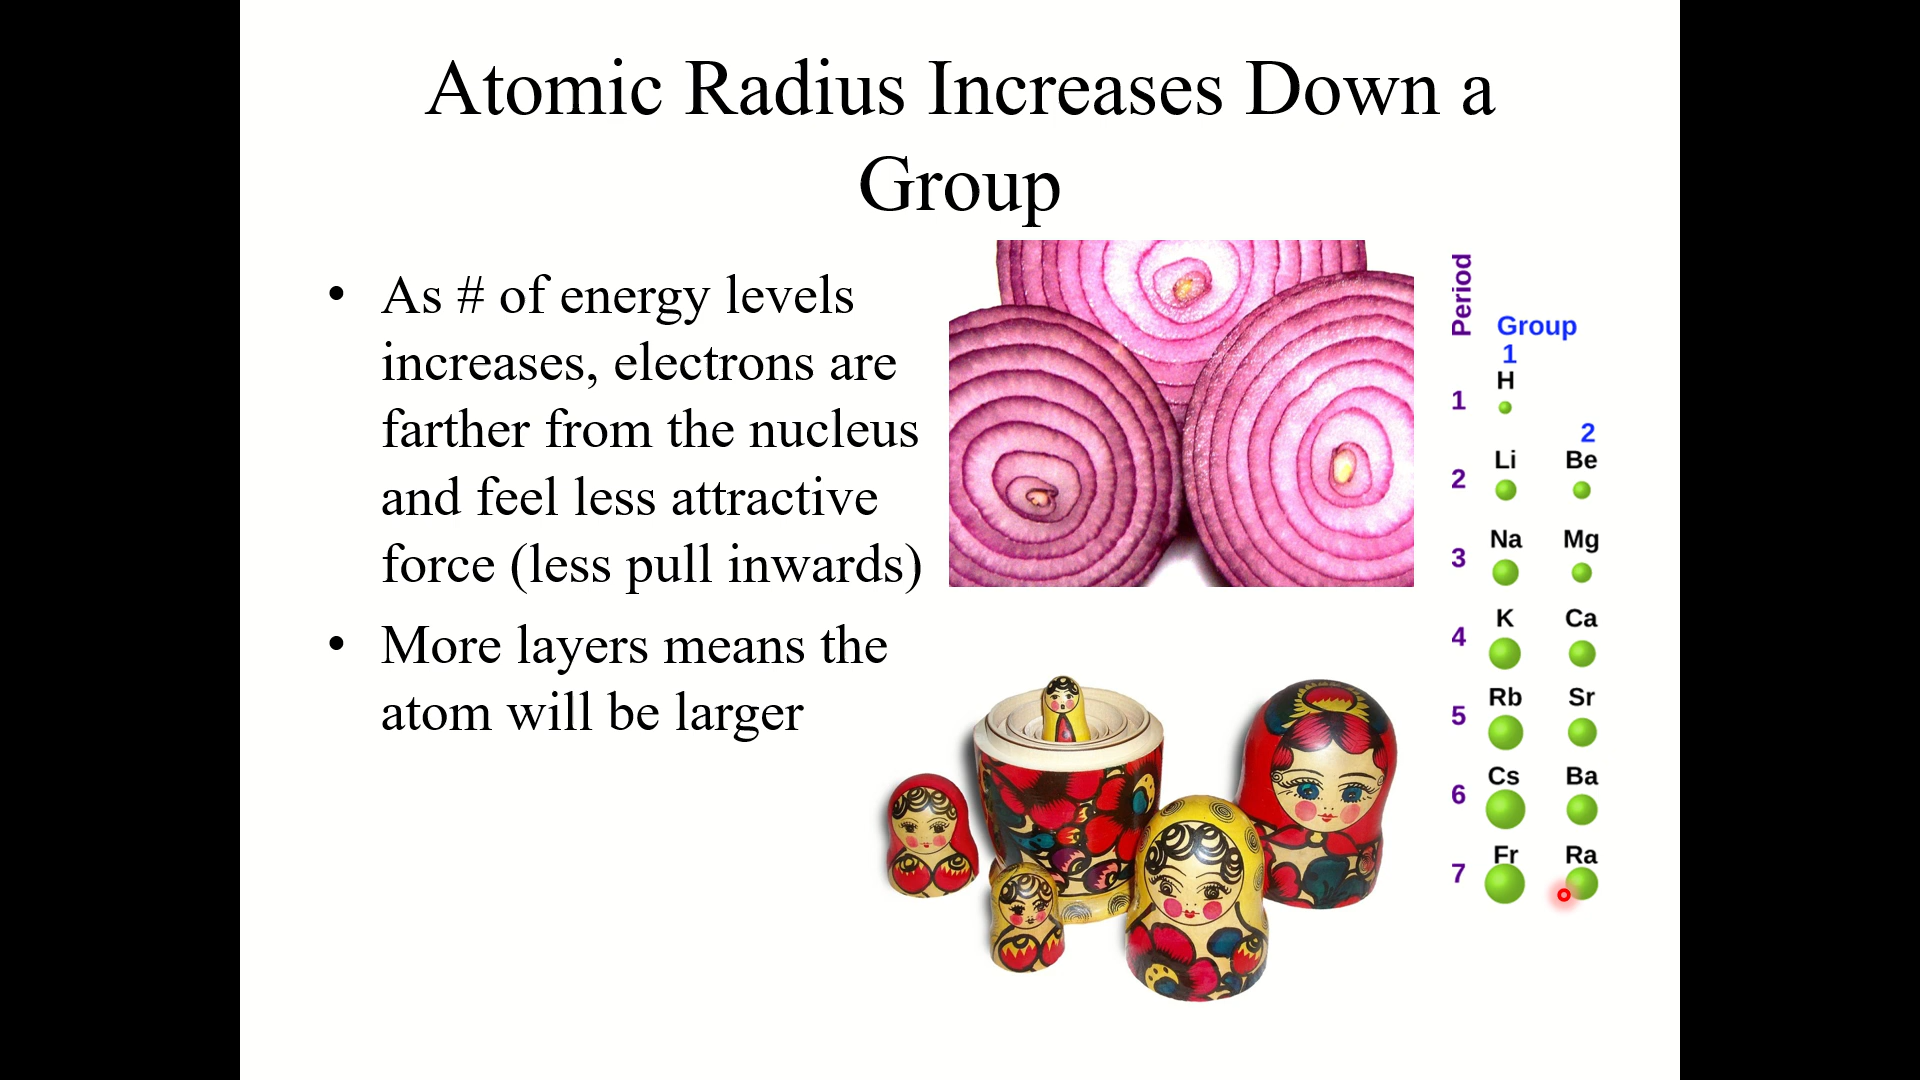 Atomic Radius Increases Down a
Group
• As # of energy levels
increases, electrons are
farther from the nucleus
and feel less attractive
force (less pull inwards)
• More layers means the
atom will be larger
Period
Group
1
H
1
2
Li Be
2
Na Mg
3
K Ca
4
Rb Sr
5
Cs Ba
6
Fr Ra
7